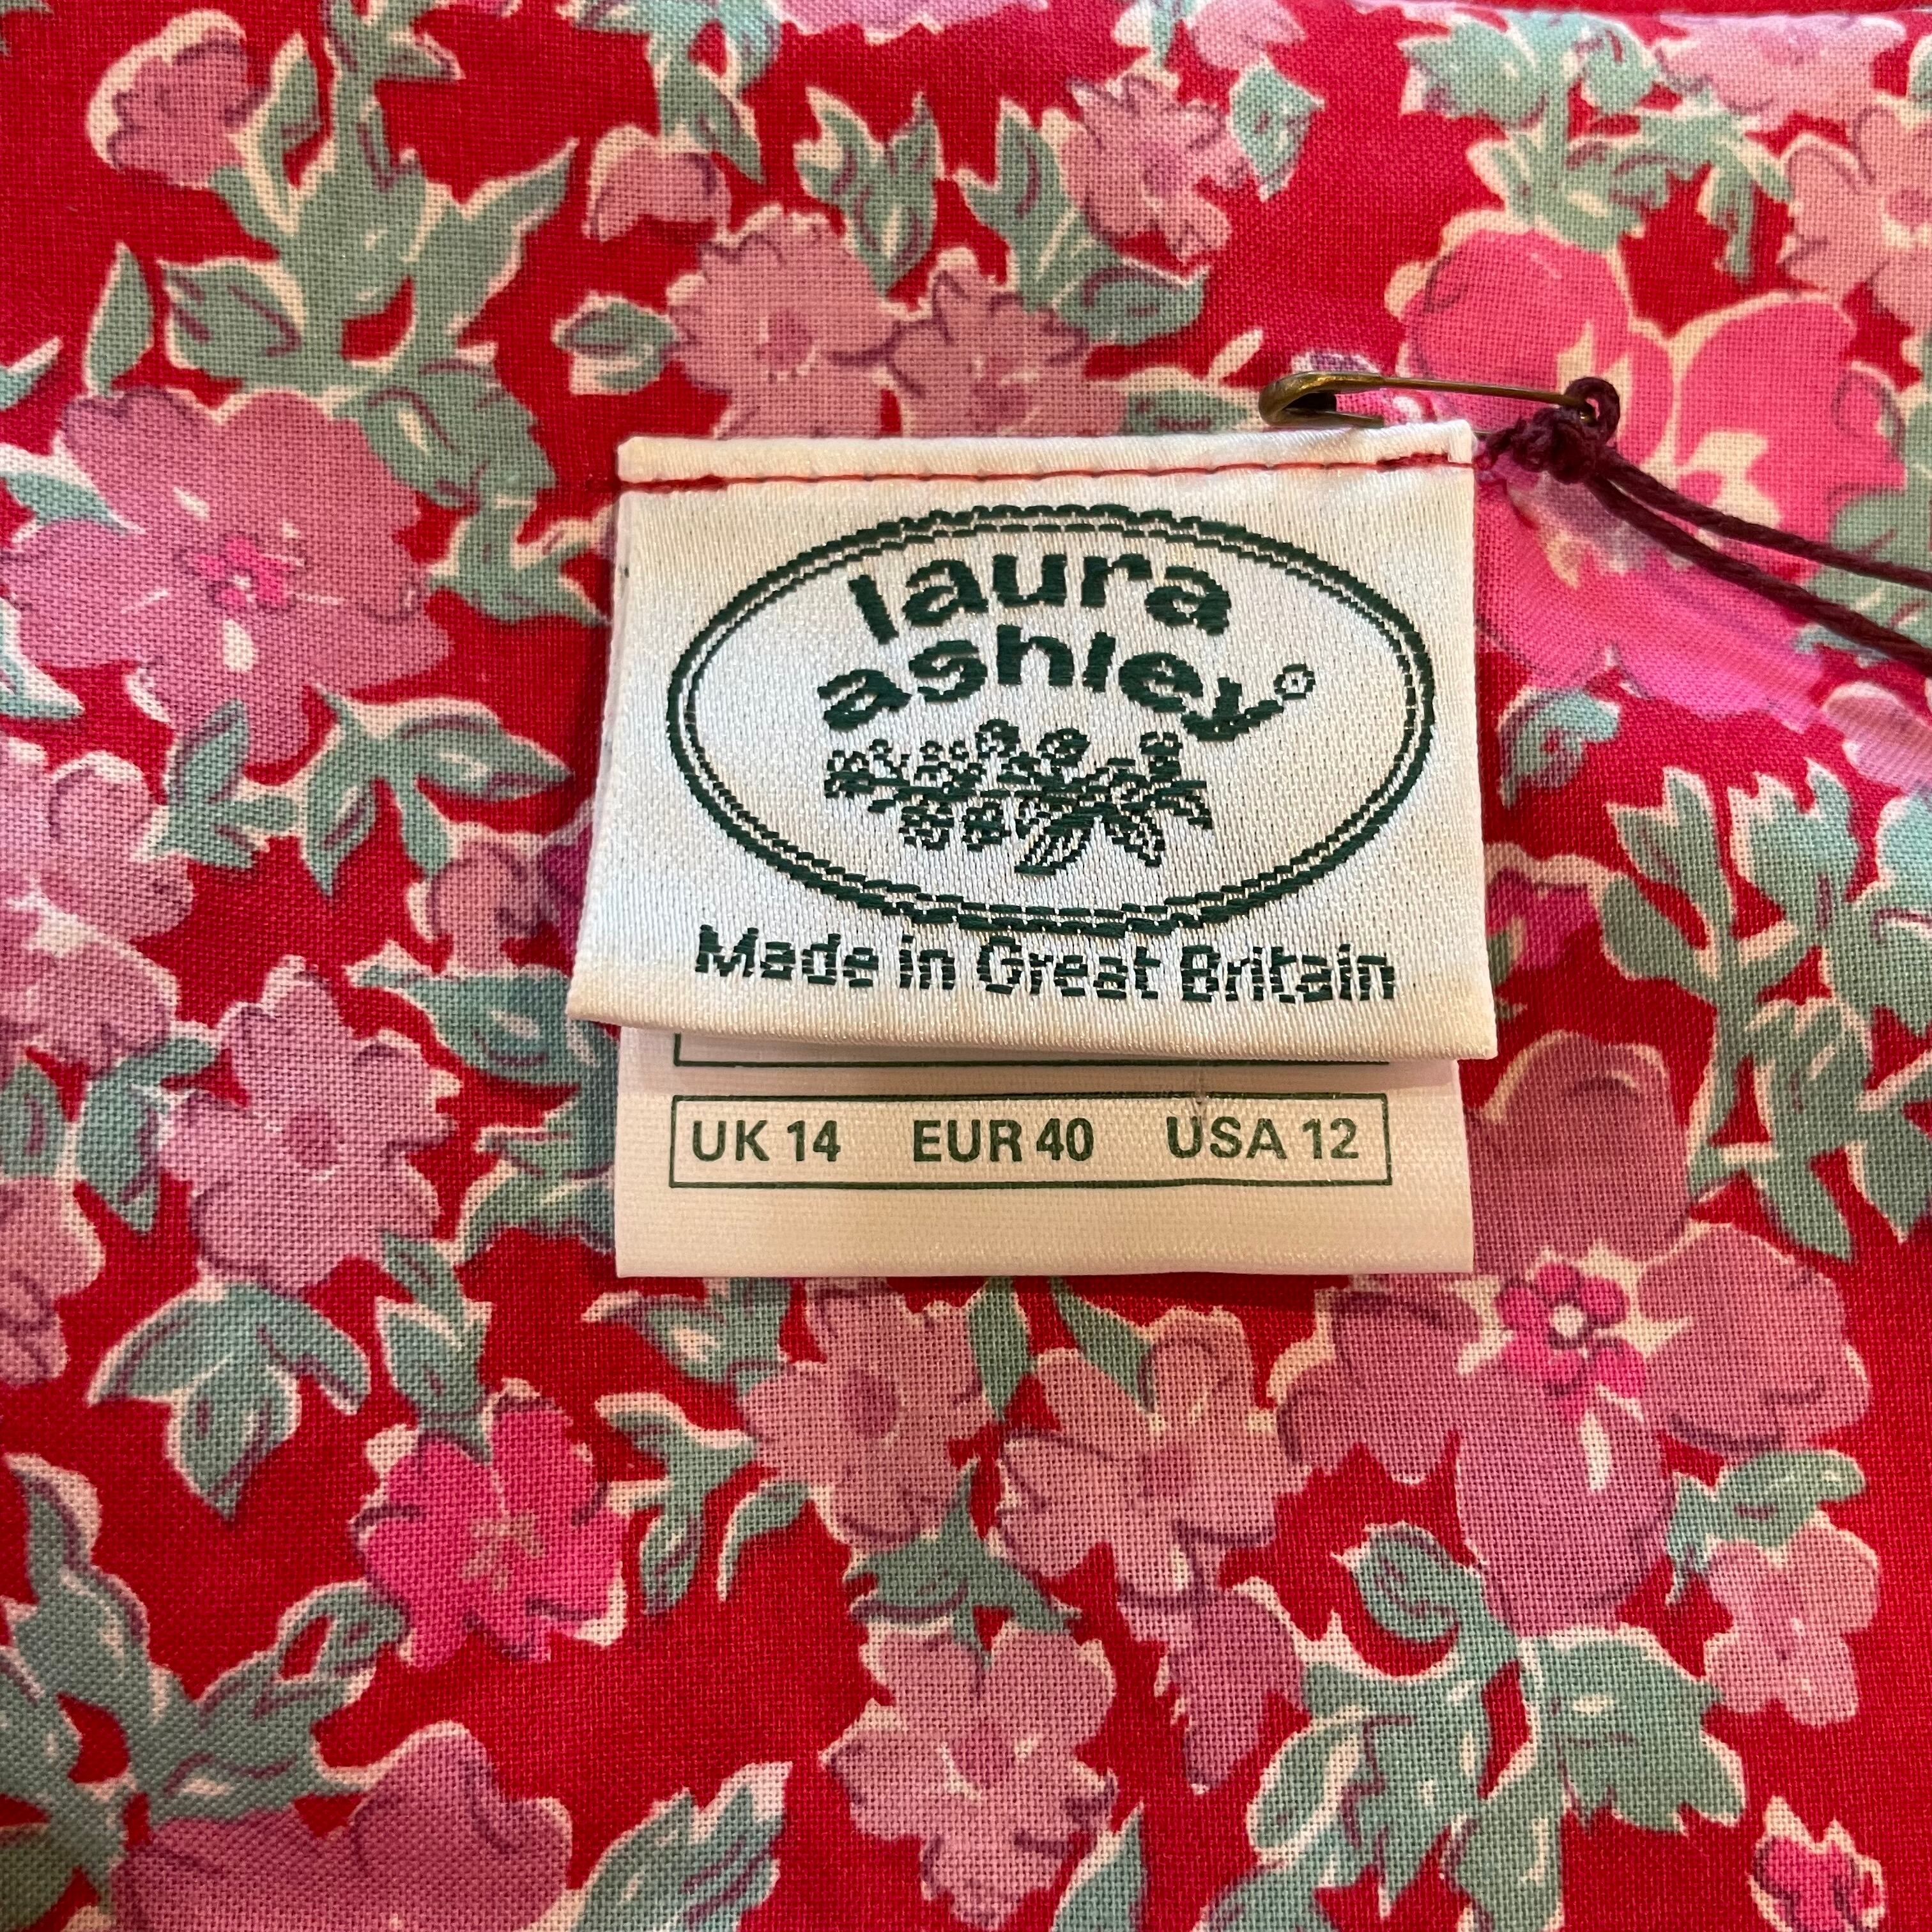 laura
ashley®
Made in Great Britain
UK 14 EUR 40 USA 12